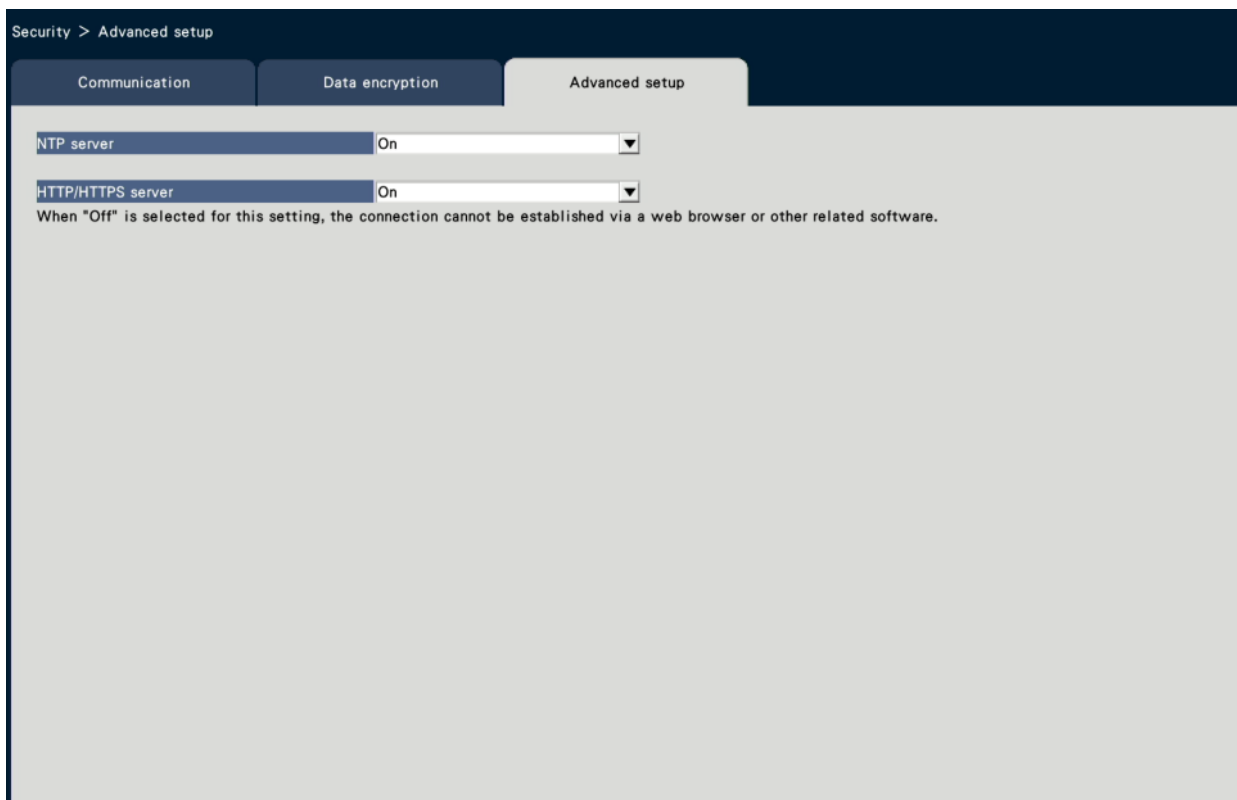 Security > Advanced setup
Communication
Data encryption
Advanced setup
NTP server
On
HTTP/HTTPS server
On
When "Off" is selected for this setting, the connection cannot be established via a web browser or other related software.